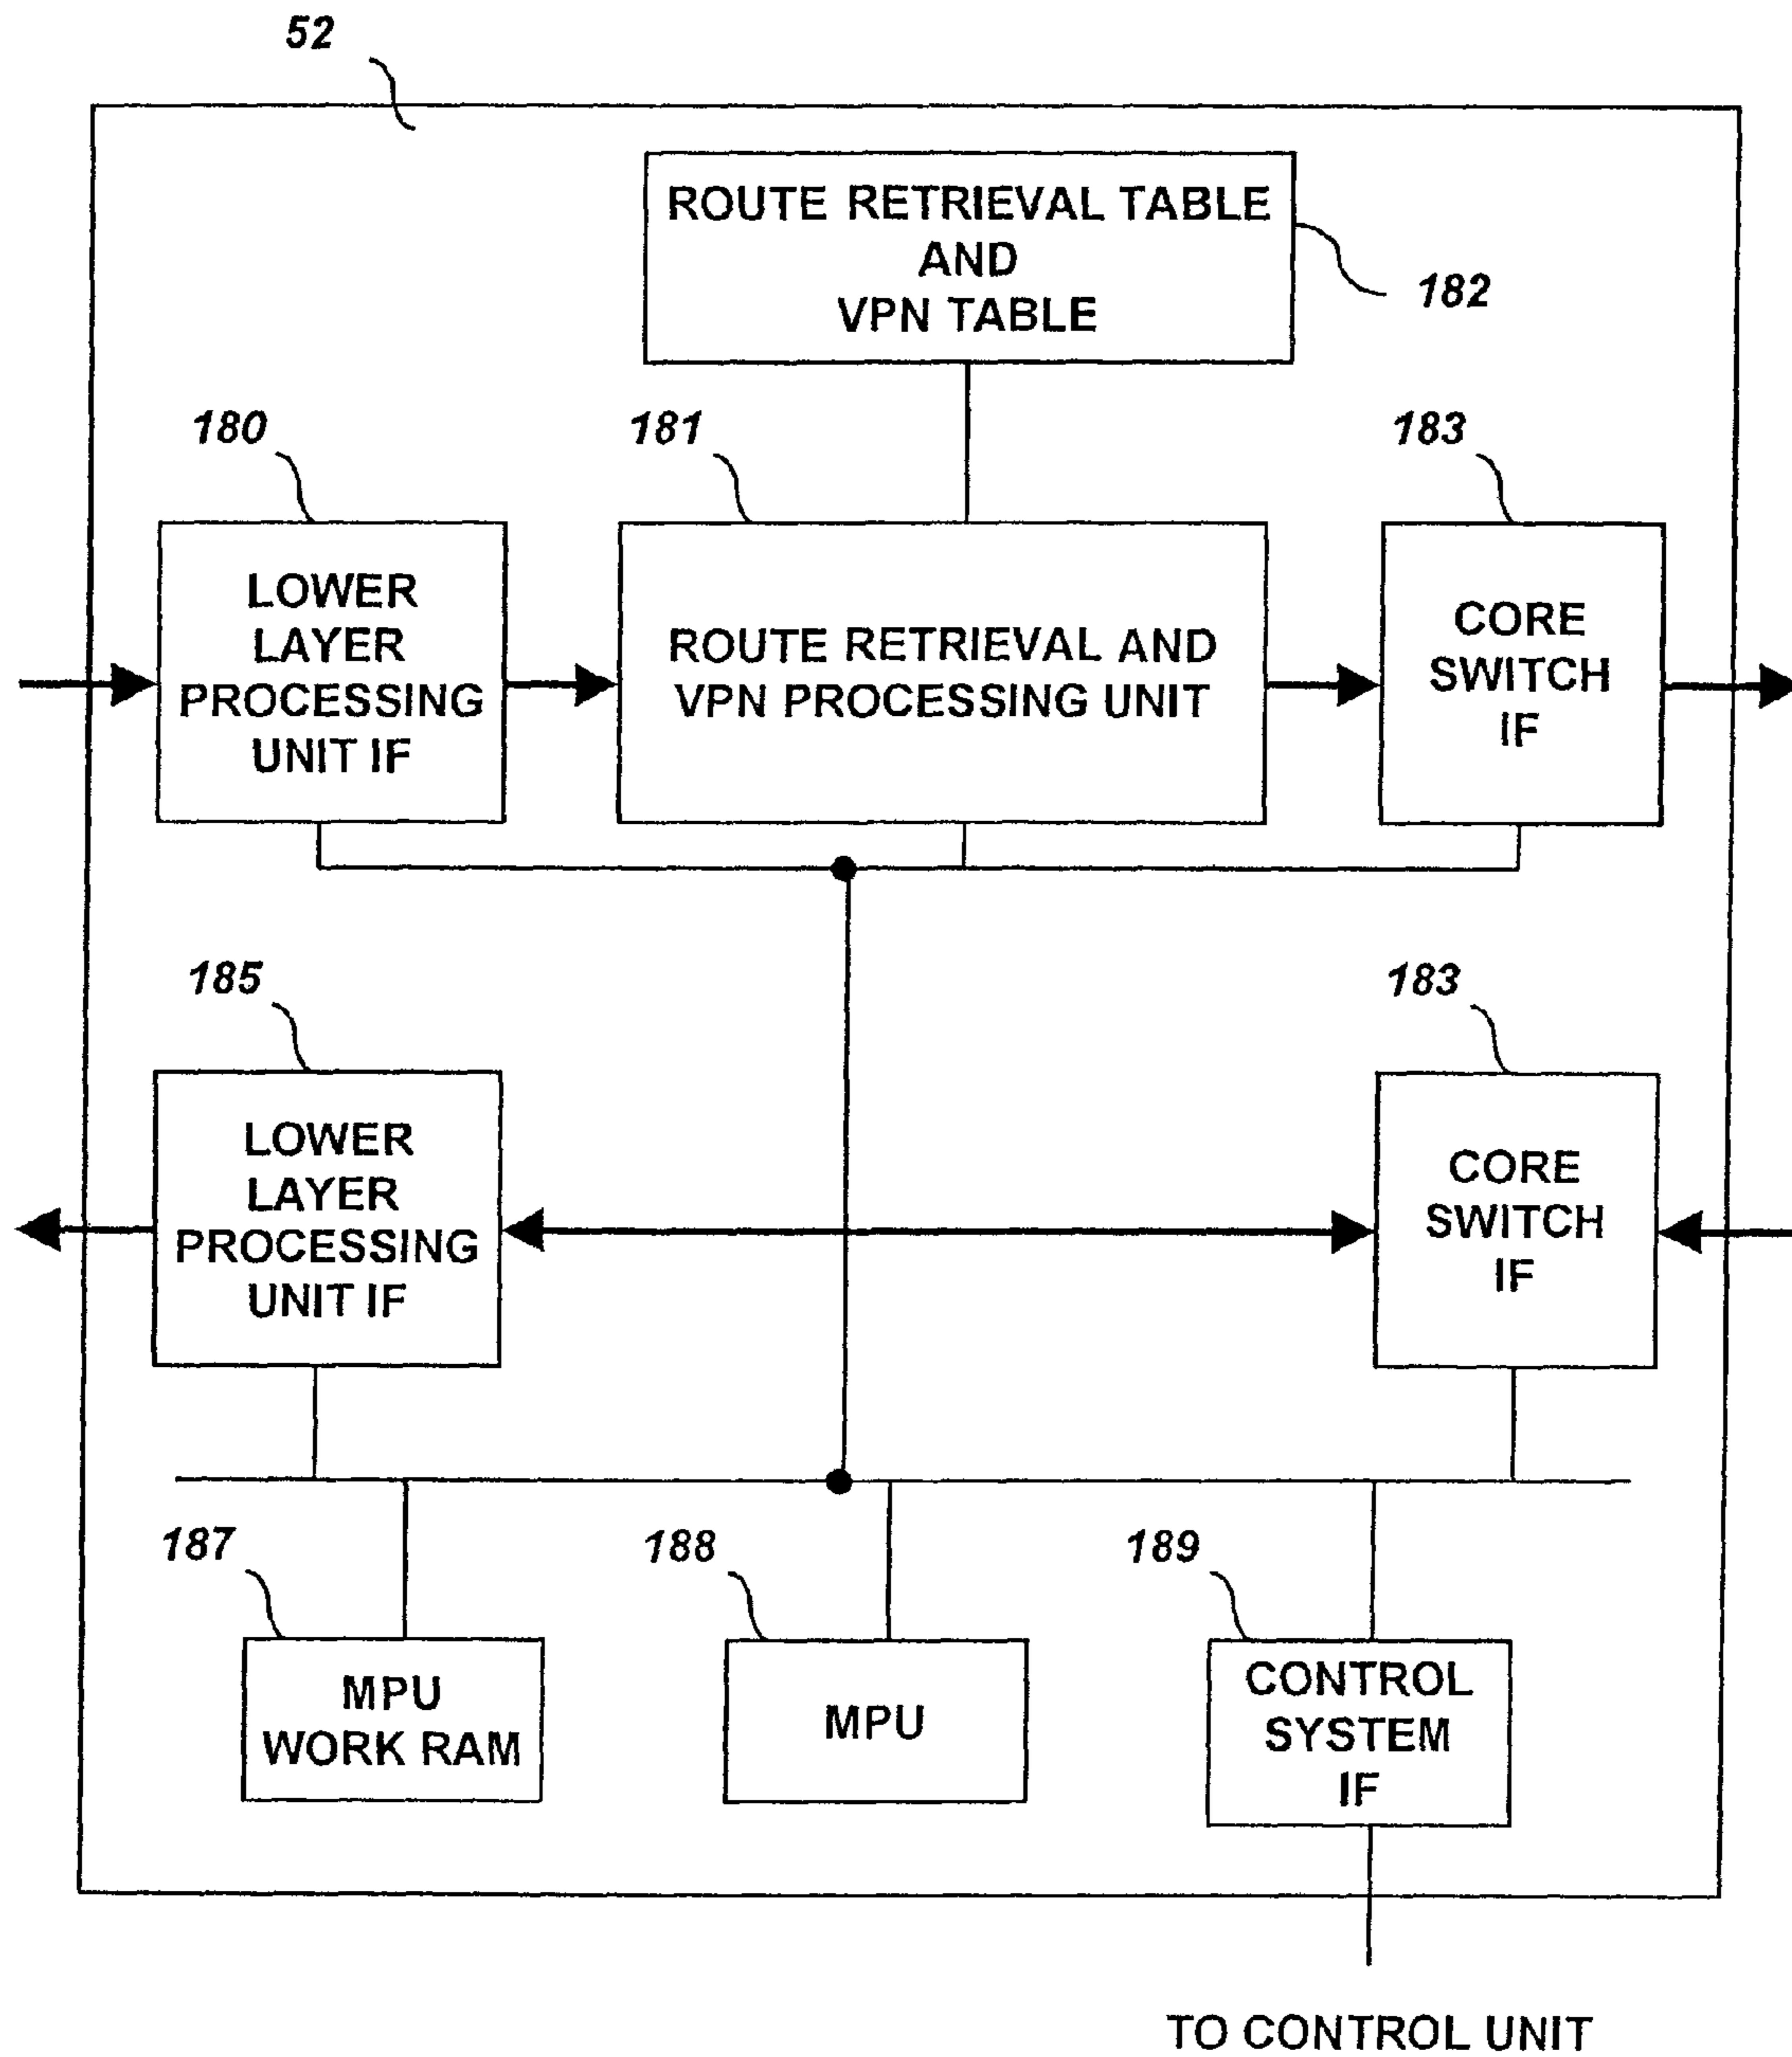 52
ROUTE RETRIEVAL TABLE
AND
VPN TABLE
182
180
181
183
LOWER
LAYER
PROCESSING
UNIT IF
ROUTE RETRIEVAL AND
VPN PROCESSING UNIT
CORE
SWITCH
IF
185
183
LOWER
LAYER
PROCESSING
UNIT IF
CORE
SWITCH
IF
187
188
189
MPU
WORK RAM
MPU
CONTROL
SYSTEM
IF
TO CONTROL UNIT